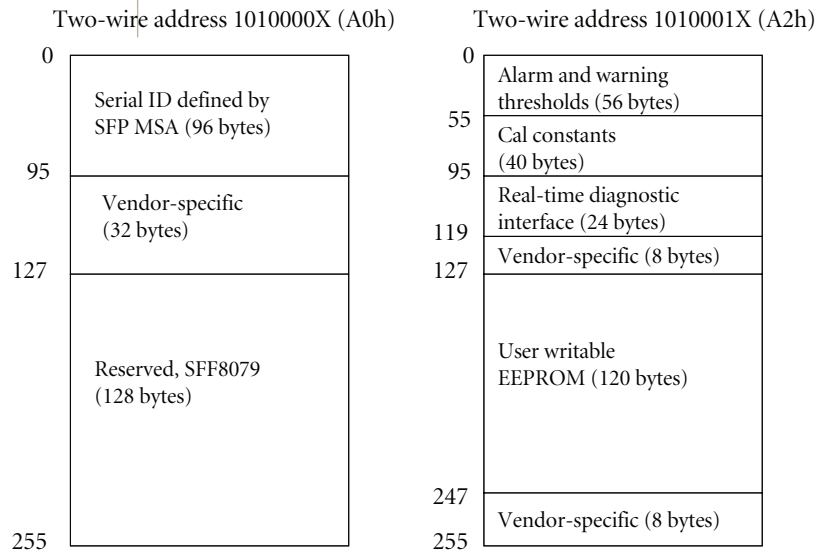 Two-wire address 1010000X (A0h)
0
Serial ID defined by
SFP MSA (96 bytes)
95
Vendor-specific
(32 bytes)
127
Reserved, SFF8079
(128 bytes)
255
Two-wire address 1010001X (A2h)
0
Alarm and warning
thresholds (56 bytes)
55
Cal constants
(40 bytes)
95
Real-time diagnostic
interface (24 bytes)
119
Vendor-specific (8 bytes)
127
User writable
EEPROM (120 bytes)
247
Vendor-specific (8 bytes)
255